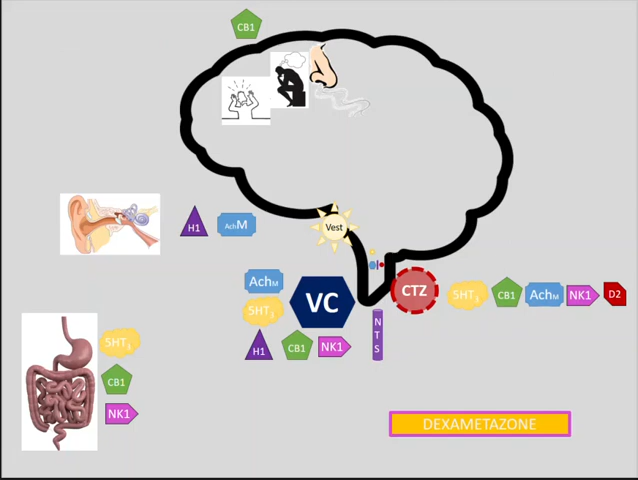 CB1
H1
AchM
Vest
AchM
5HT3
VC
CTZ
5HT3
CB1
AchM
NK1
D2
H1
CB1
NK1
NTS
5HT3
CB1
NK1
DEXAMETAZONE